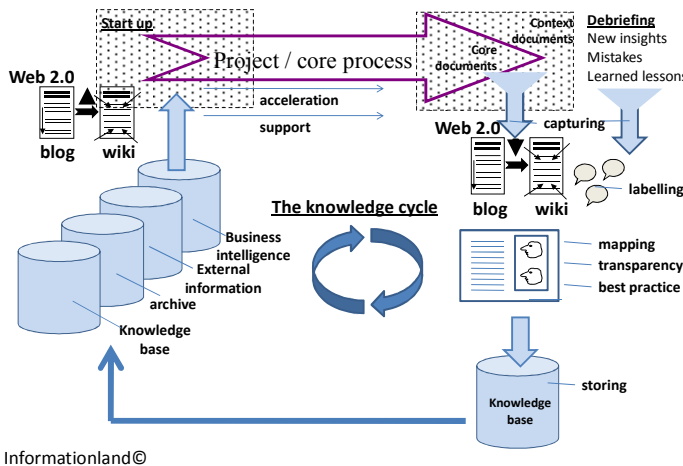 Start up
Context
documents
Debriefing
New insights
Mistakes
Learned lessons
Project / core process
Core
documents
Web 2.0
acceleration
support
blog
wiki
Web 2.0
capturing
blog
wiki
labelling
The knowledge cycle
Business
intelligence
External
information
archive
Knowledge
base
mapping
transparency
best practice
storing
Knowledge
base
Informationland©